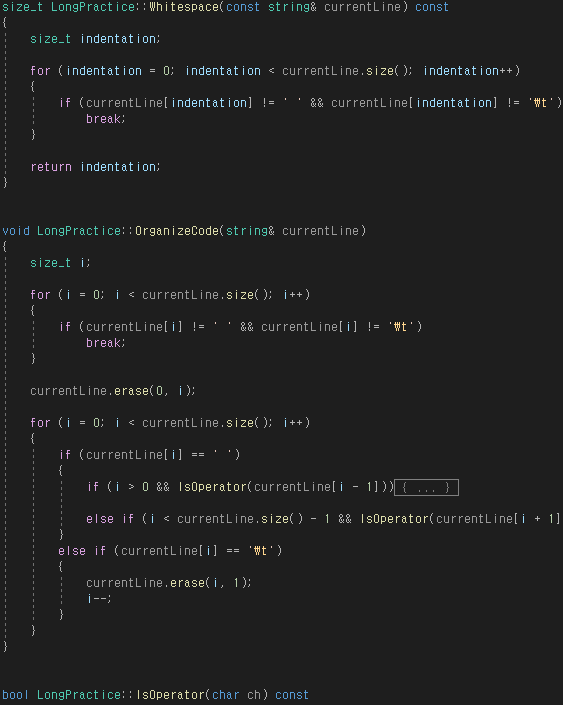 size_t LongPractice::Whitespace(const string& currentLine) const
{
    size_t indentation;
    for (indentation = 0; indentation < currentLine.size(); indentation++)
    {
        if (currentLine[indentation] != ' ' && currentLine[indentation] != '₩t')
            break;
    }
    return indentation;
}
void LongPractice::OrganizeCode(string& currentLine)
{
    size_t i;
    for (i = 0; i < currentLine.size(); i++)
    {
        if (currentLine[i] != ' ' && currentLine[i] != '₩t')
            break;
    }
    currentLine.erase(0, i);
    for (i = 0; i < currentLine.size(); i++)
    {
        if (currentLine[i] == ' ')
        {
            if (i > 0 && IsOperator(currentLine[i - 1])){ ... }
            else if (i < currentLine.size() - 1 && IsOperator(currentLine[i + 1]
        }
        else if (currentLine[i] == '₩t')
        {
            currentLine.erase(i, 1);
            i--;
        }
    }
}
bool LongPractice::IsOperator(char ch) const